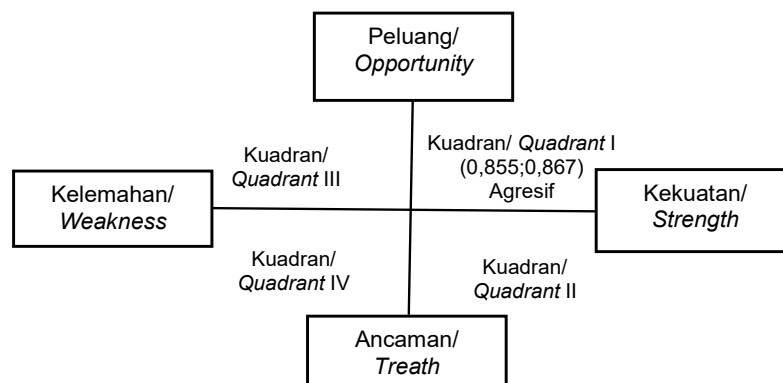 Peluang/
Opportunity
Kuadran/
Quadrant III
Kuadran/ Quadrant I
(0,855;0,867)
Agresif
Kelemahan/
Weakness
Kekuatan/
Strength
Kuadran/
Quadrant IV
Kuadran/
Quadrant II
Ancaman/
Treath